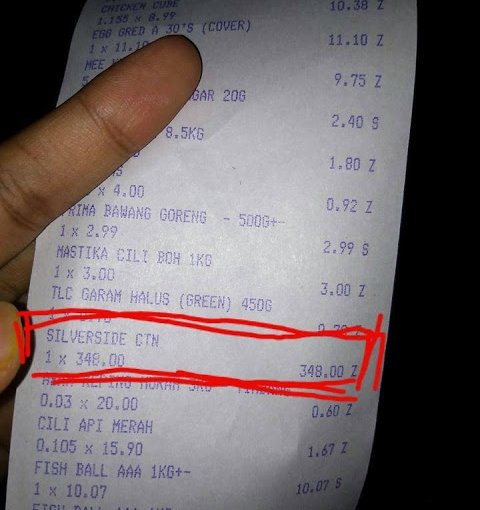 CHICKEN CUBE
1.155 x 8.99 10.38 Z
EGG GRED A 30'S (COVER)
1 x 11.10 11.10 Z
MEE
9.75 Z
GAR 20G
2.40 S
8.5KG
1.80 Z
x 4.00 0.92 Z
PRIMA BAWANG GORENG - 500G+-
1 x 2.99 2.99 S
MASTIKA CILI BOH 1KG
1 x 3.00 3.00 Z
TLC GARAM HALUS (GREEN) 450G
SILVERSIDE CTN
1 x 348.00 348.00 Z
0.03 x 20.00 0.60 Z
CILI API MERAH
0.105 x 15.90 1.67 Z
FISH BALL AAA 1KG+-
1 x 10.07 10.07 S
FISH BALL AAA 1KG+-